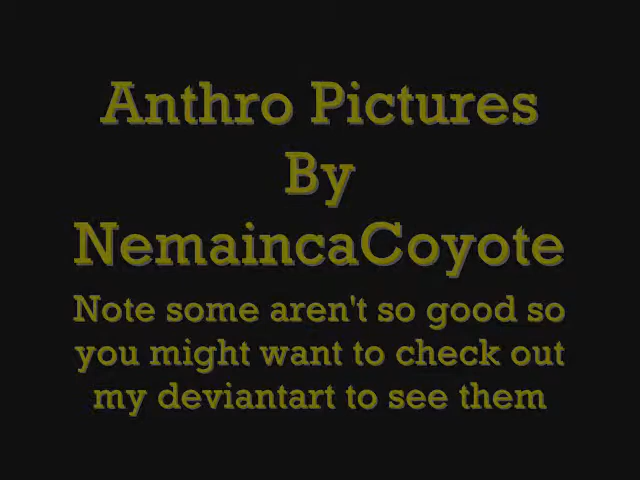 Anthro Pictures
By
NemaincaCoyote
Note some aren't so good so
you might want to check out
my deviantart to see them